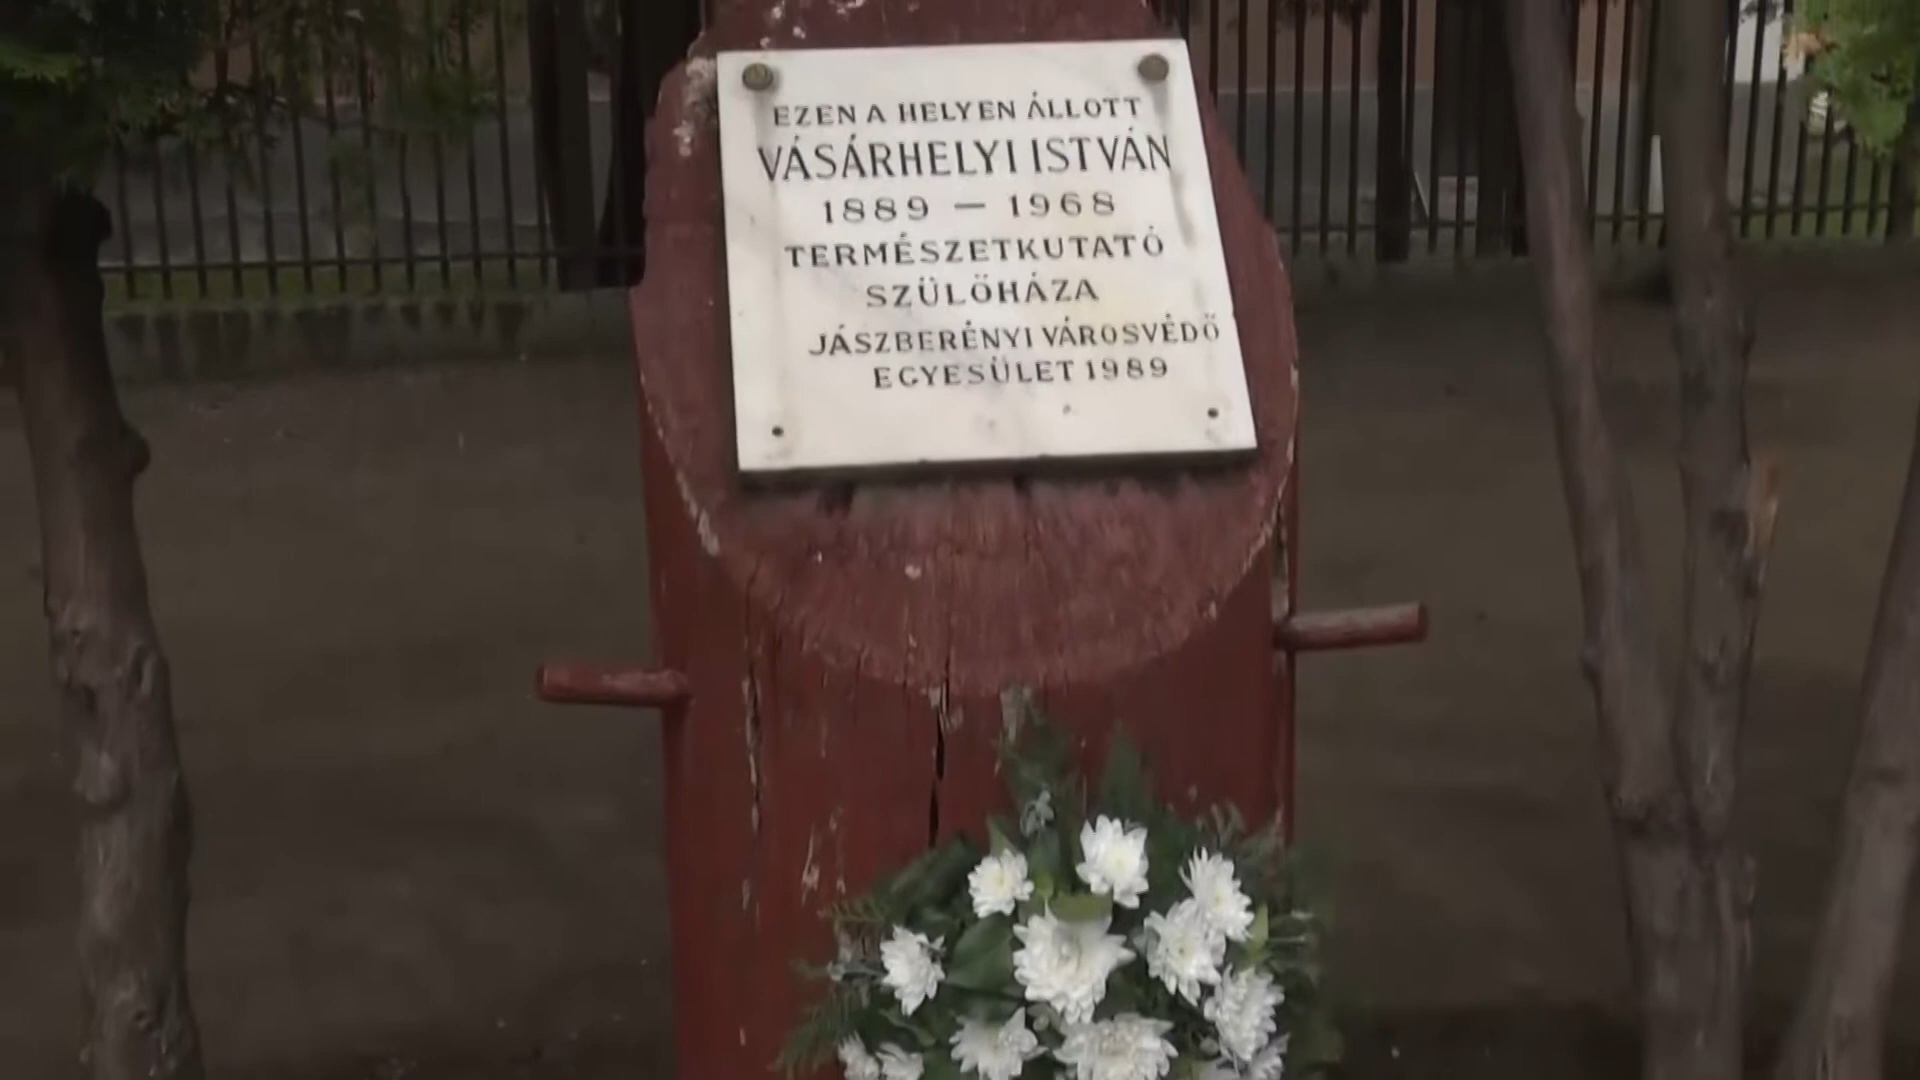 EZEN A HELYEN ÁLLOTT
VÁSÁRHELYI ISTVÁN
1889 – 1968
TERMÉSZETKUTATÓ
SZÜLŐHÁZA
JÁSZBERÉNYI VÁROSVÉDŐ
EGYESÜLET 1989